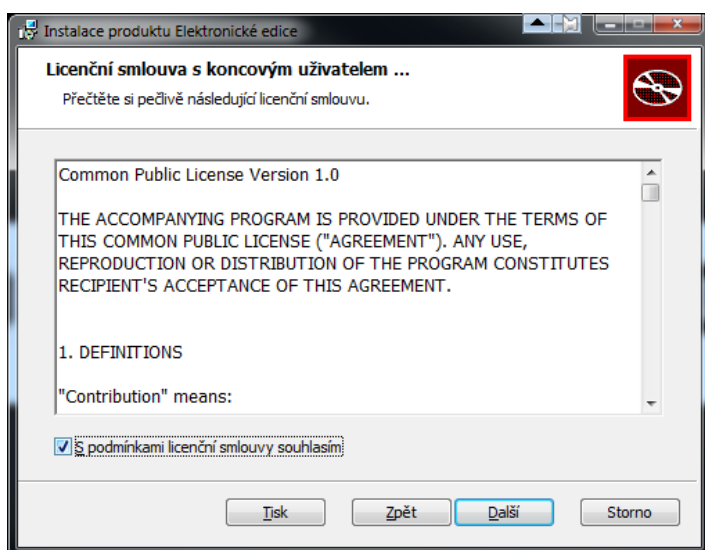 Instalace produktu Elektronické edice
Licenční smlouva s koncovým uživatelem ...
Přečtěte si pečlivě následující licenční smlouvu.
Common Public License Version 1.0
THE ACCOMPANYING PROGRAM IS PROVIDED UNDER THE TERMS OF
THIS COMMON PUBLIC LICENSE ("AGREEMENT"). ANY USE,
REPRODUCTION OR DISTRIBUTION OF THE PROGRAM CONSTITUTES
RECIPIENT'S ACCEPTANCE OF THIS AGREEMENT.
1. DEFINITIONS
"Contribution" means:
S podmínkami licenční smlouvy souhlasím
Tisk Zpět Další Storno